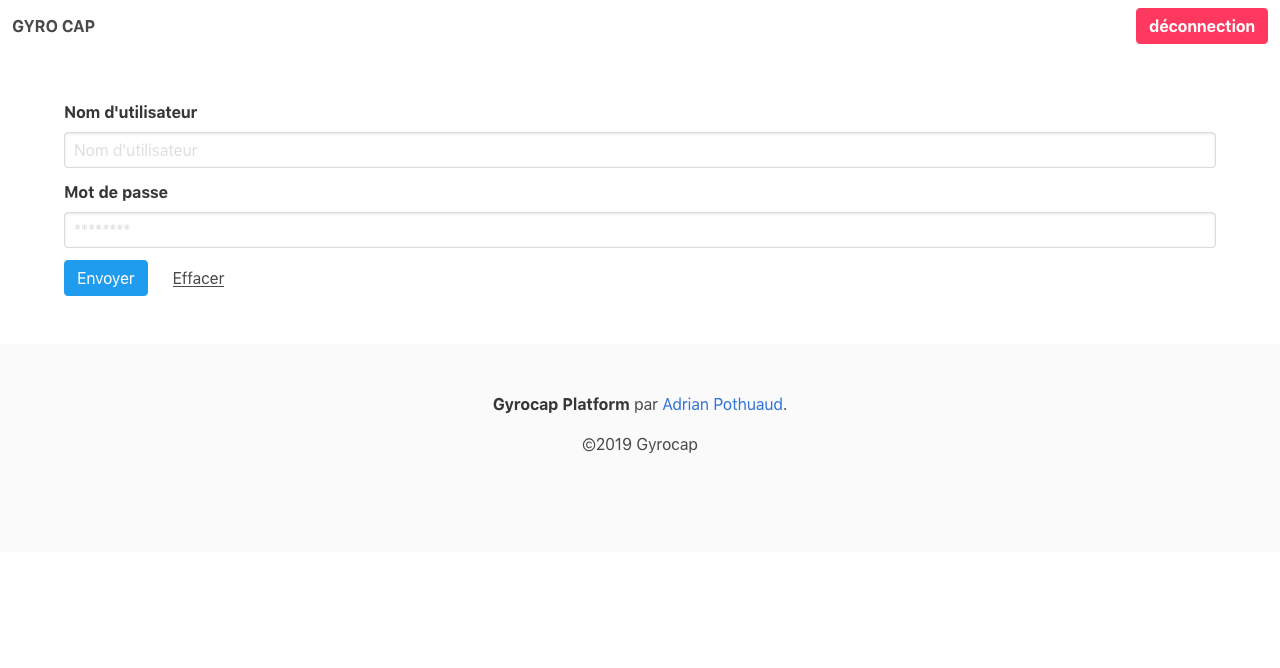 GYRO CAP
déconnection
Nom d'utilisateur
Nom d'utilisateur
Mot de passe
********
Envoyer Effacer
Gyrocap Platform par Adrian Pothuaud.
©2019 Gyrocap